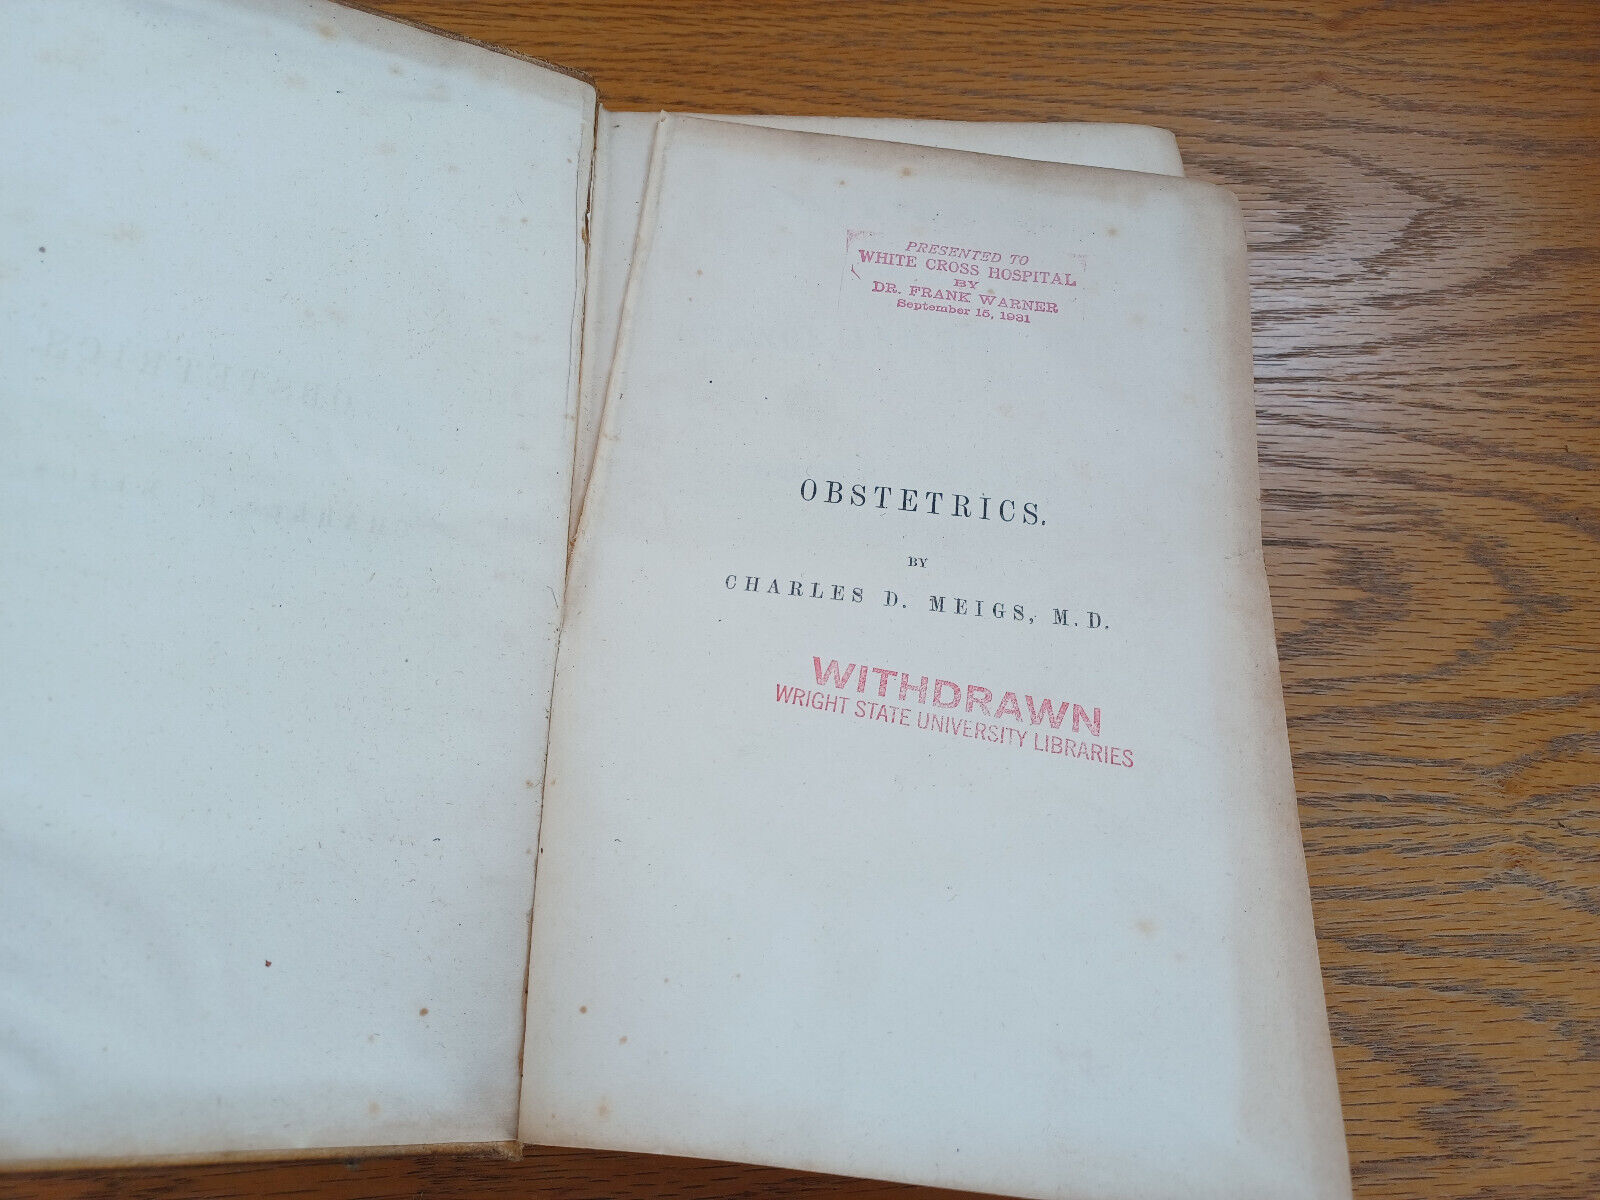 PRESENTED TO
WHITE CROSS HOSPITAL
BY
DR. FRANK WARNER
September 15, 1931
OBSTETRICS.
BY
CHARLES D. MEIGS, M.D.
WITHDRAWN
WRIGHT STATE UNIVERSITY LIBRARIES